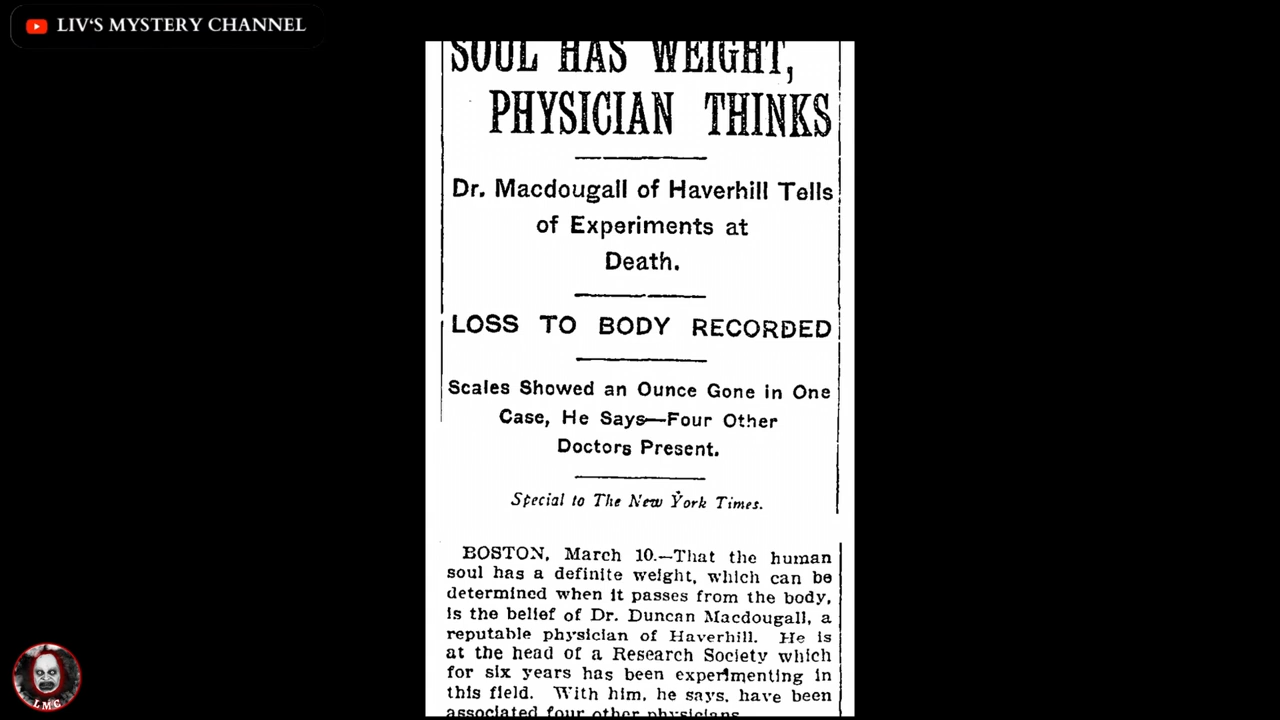 LIV'S MYSTERY CHANNEL
SOUL HAS WEIGHT,
PHYSICIAN THINKS
Dr. Macdougall of Haverhill Tells
of Experiments at
Death.
LOSS TO BODY RECORDED
Scales Showed an Ounce Gone in One
Case, He Says—Four Other
Doctors Present.
Special to The New York Times.
BOSTON, March 10.—That the human
soul has a definite weight, which can be
determined when it passes from the body,
is the belief of Dr. Duncan Macdougall, a
reputable physician of Haverhill. He is
at the head of a Research Society which
for six years has been experimenting in
this field. With him, he says, have been
associated four other physicians.
LMC